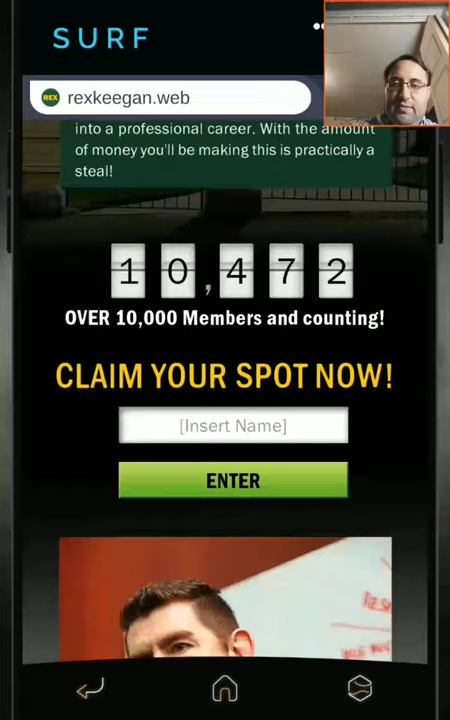 SURF
REX
rexkeegan.web
into a professional career. With the amount
of money you'll be making this is practically a
steal!
10,472
OVER 10,000 Members and counting!
CLAIM YOUR SPOT NOW!
[Insert Name]
ENTER